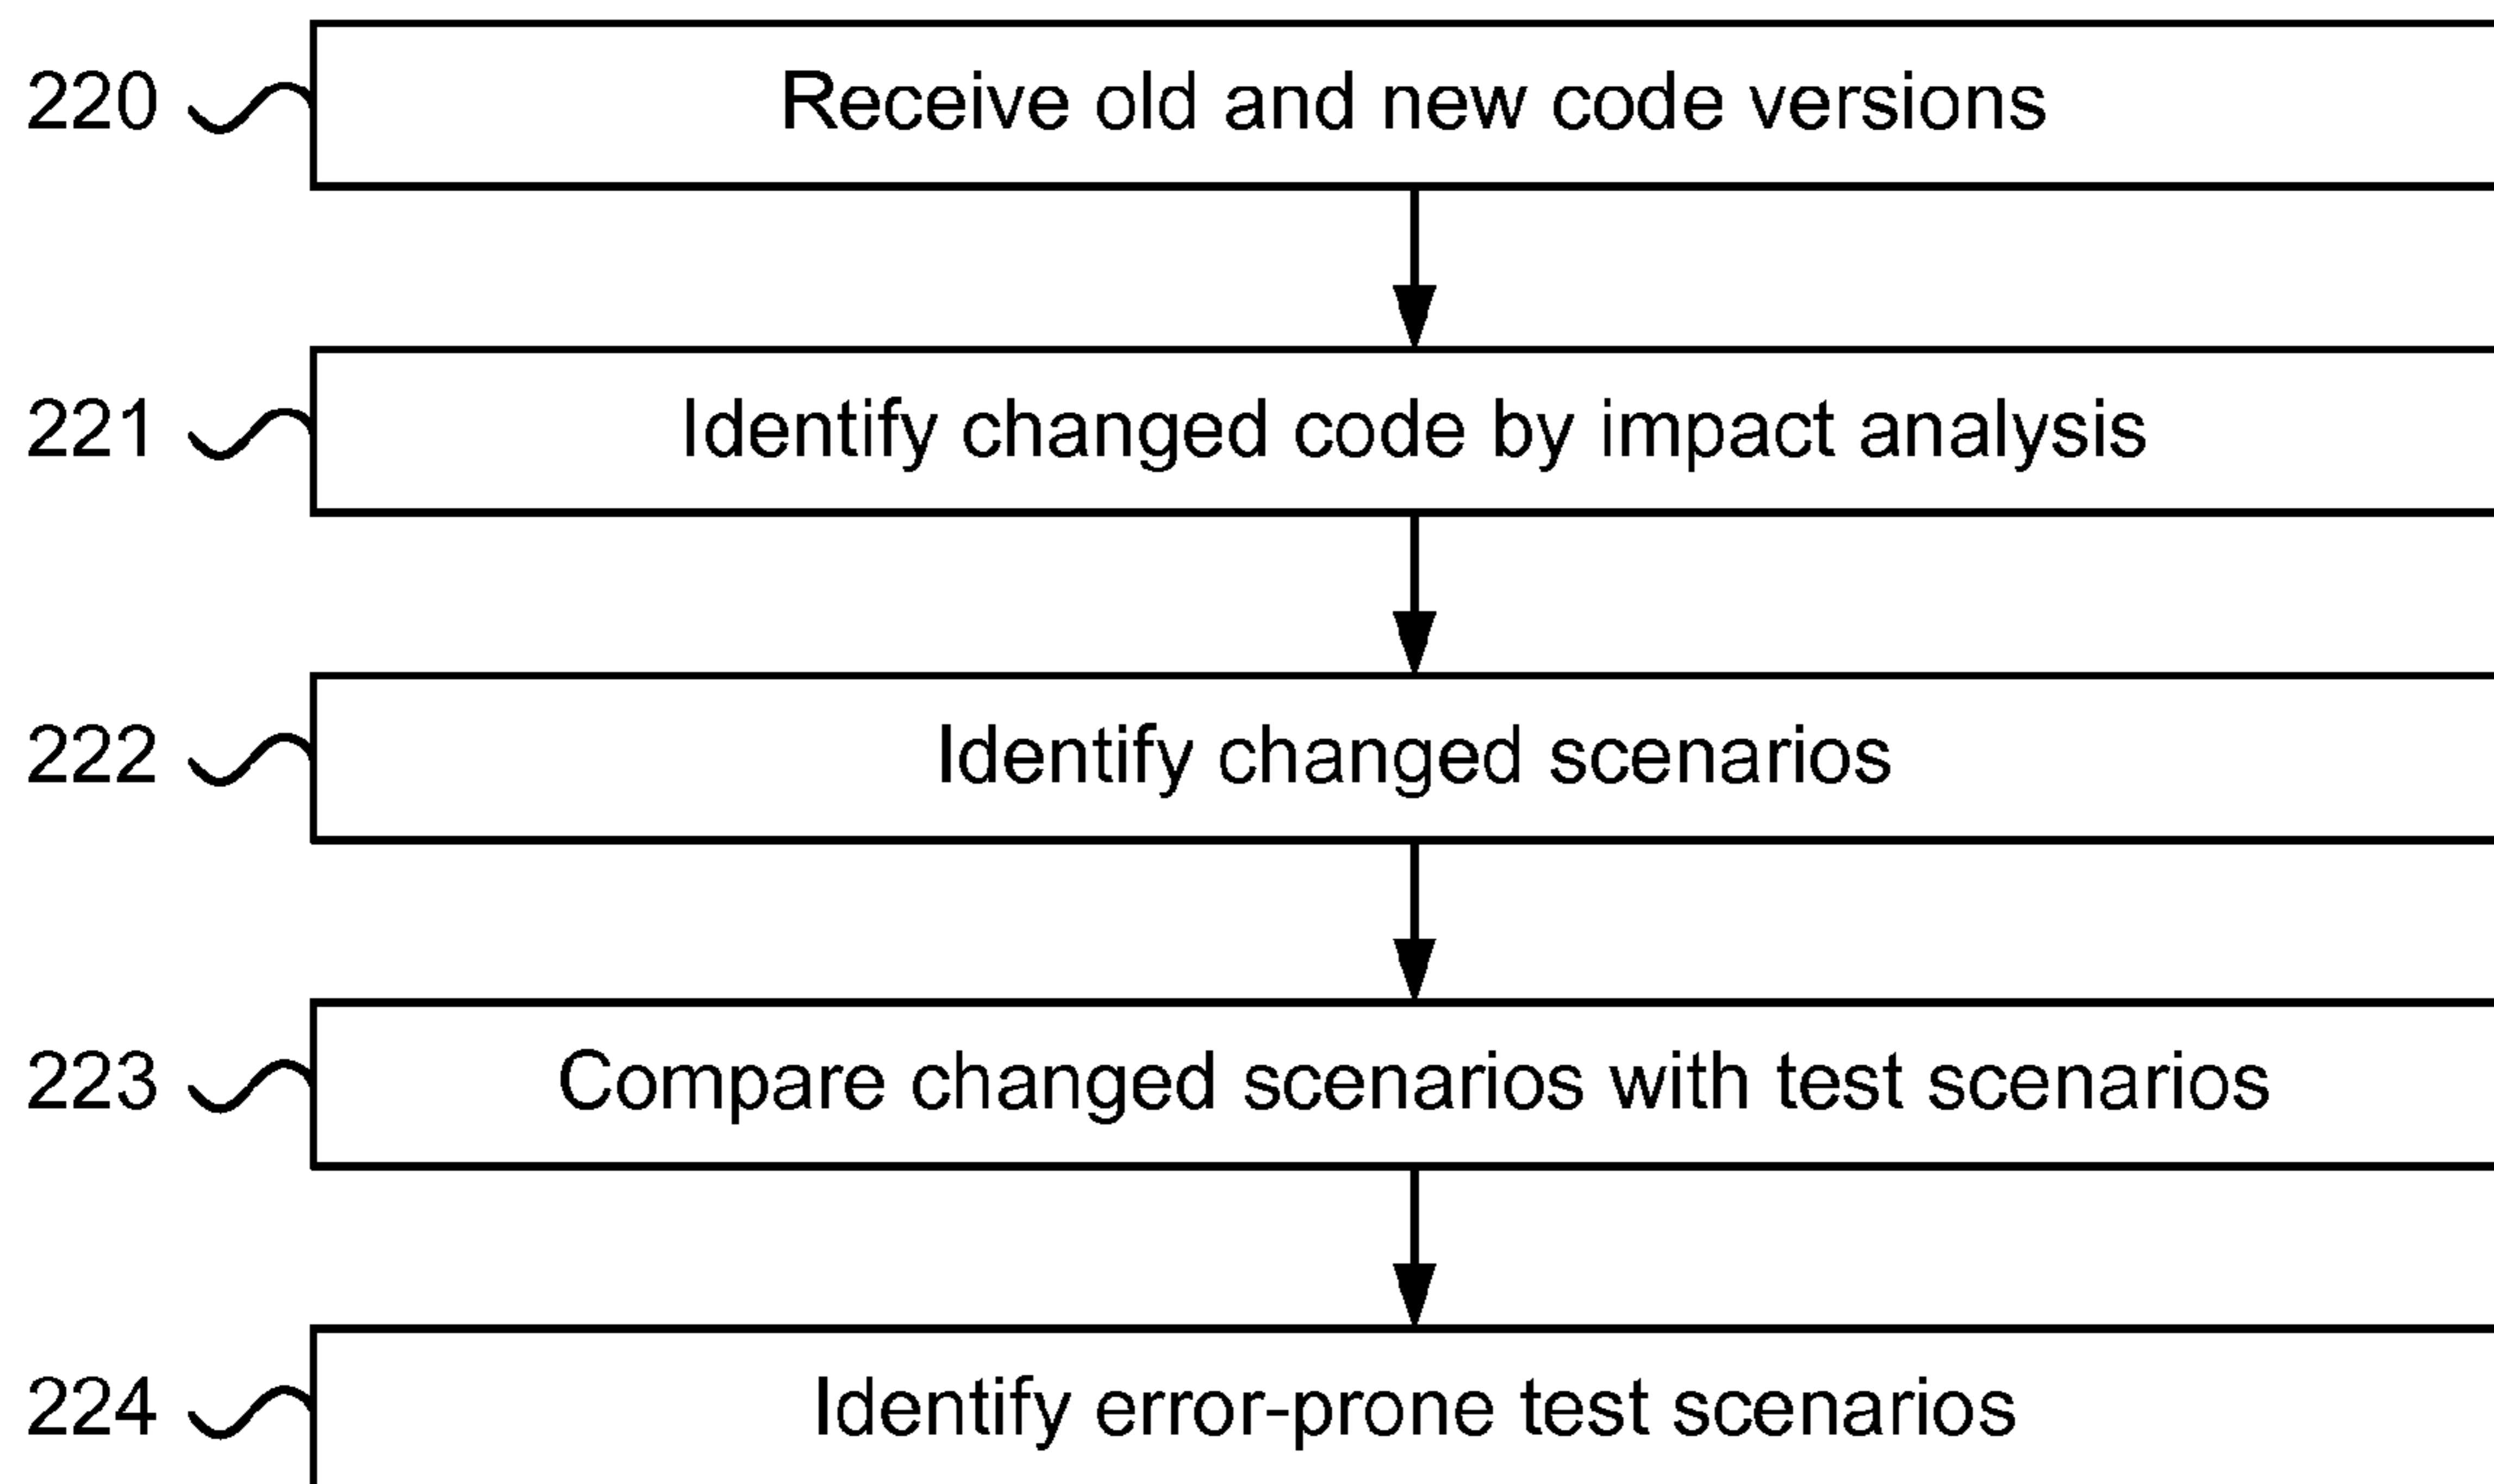 220 Receive old and new code versions
221 Identify changed code by impact analysis
222 Identify changed scenarios
223 Compare changed scenarios with test scenarios
224 Identify error-prone test scenarios